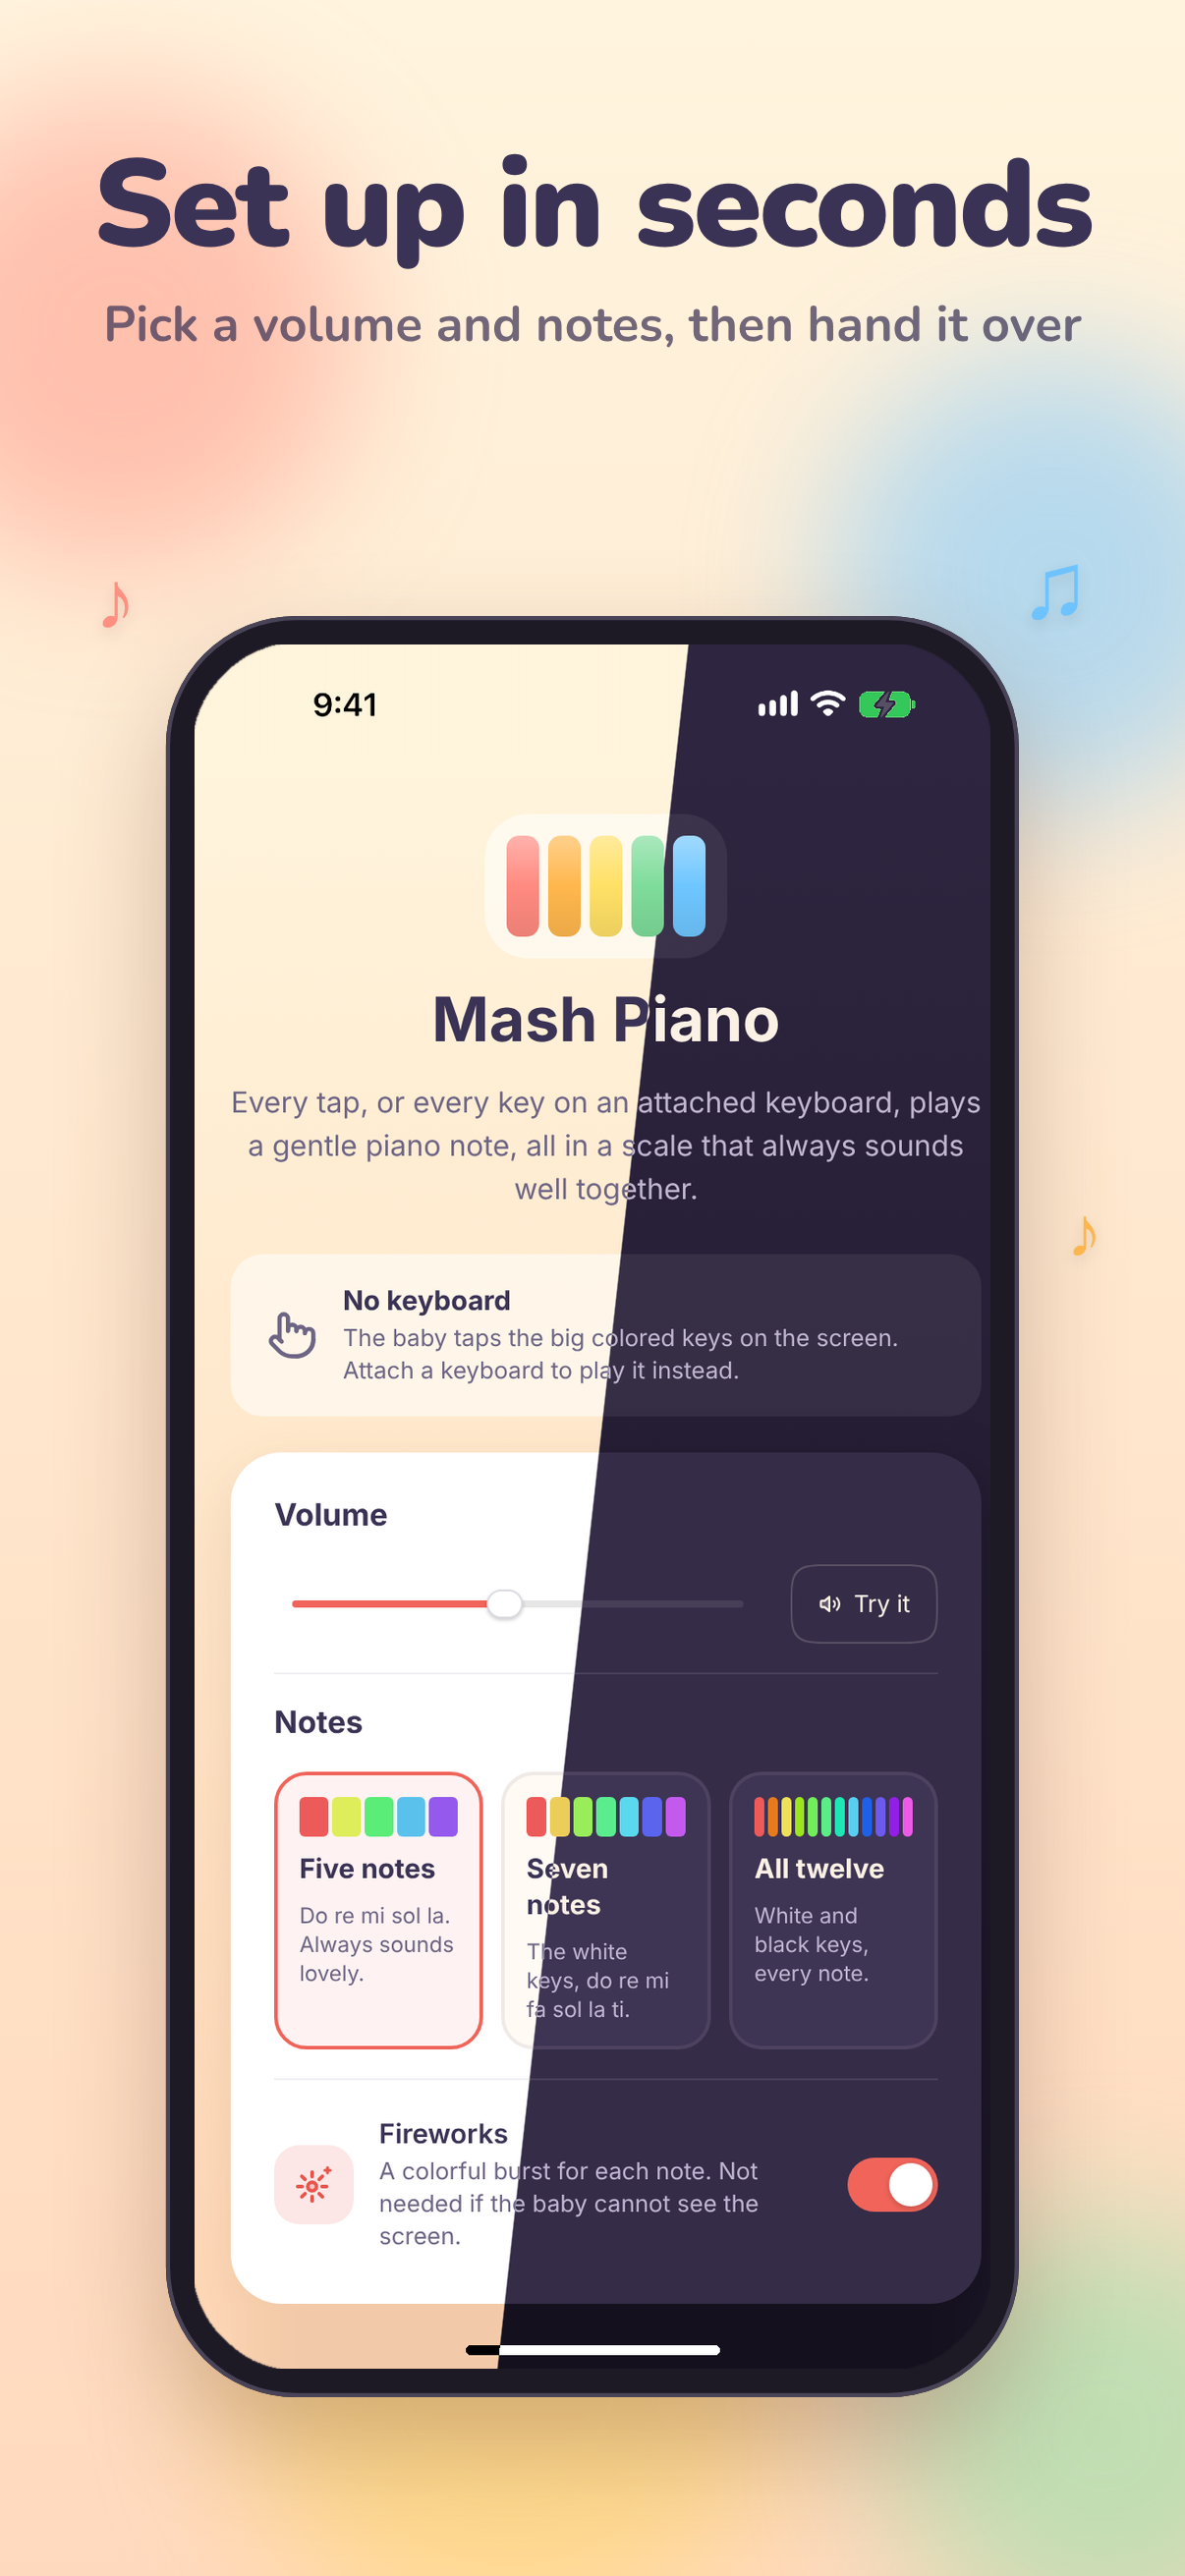 Set up in seconds
Pick a volume and notes, then hand it over
9:41
Mash Piano
Every tap, or every key on an attached keyboard, plays
a gentle piano note, all in a scale that always sounds
well together.
No keyboard
The baby taps the big colored keys on the screen.
Attach a keyboard to play it instead.
Volume
Try it
Notes
Five notes
Do re mi sol la.
Always sounds
lovely.
Seven
notes
The white
keys, do re mi
fa sol la ti.
All twelve
White and
black keys,
every note.
Fireworks
A colorful burst for each note. Not
needed if the baby cannot see the
screen.